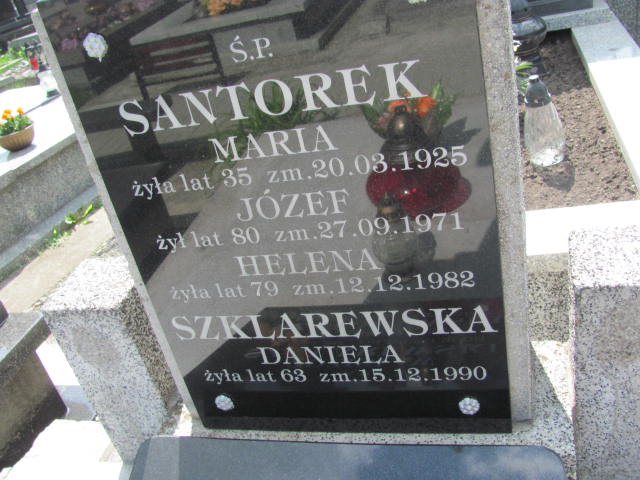 Ś.P.
SANTOREK
MARIA
żyła lat 35 zm. 20.03.1925
JÓZEF
żył lat 80 zm. 27.09.1971
HELENA
żyła lat 79 zm. 12.12.1982
SZKLAREWSKA
DANIELA
żyła lat 63 zm. 15.12.1990